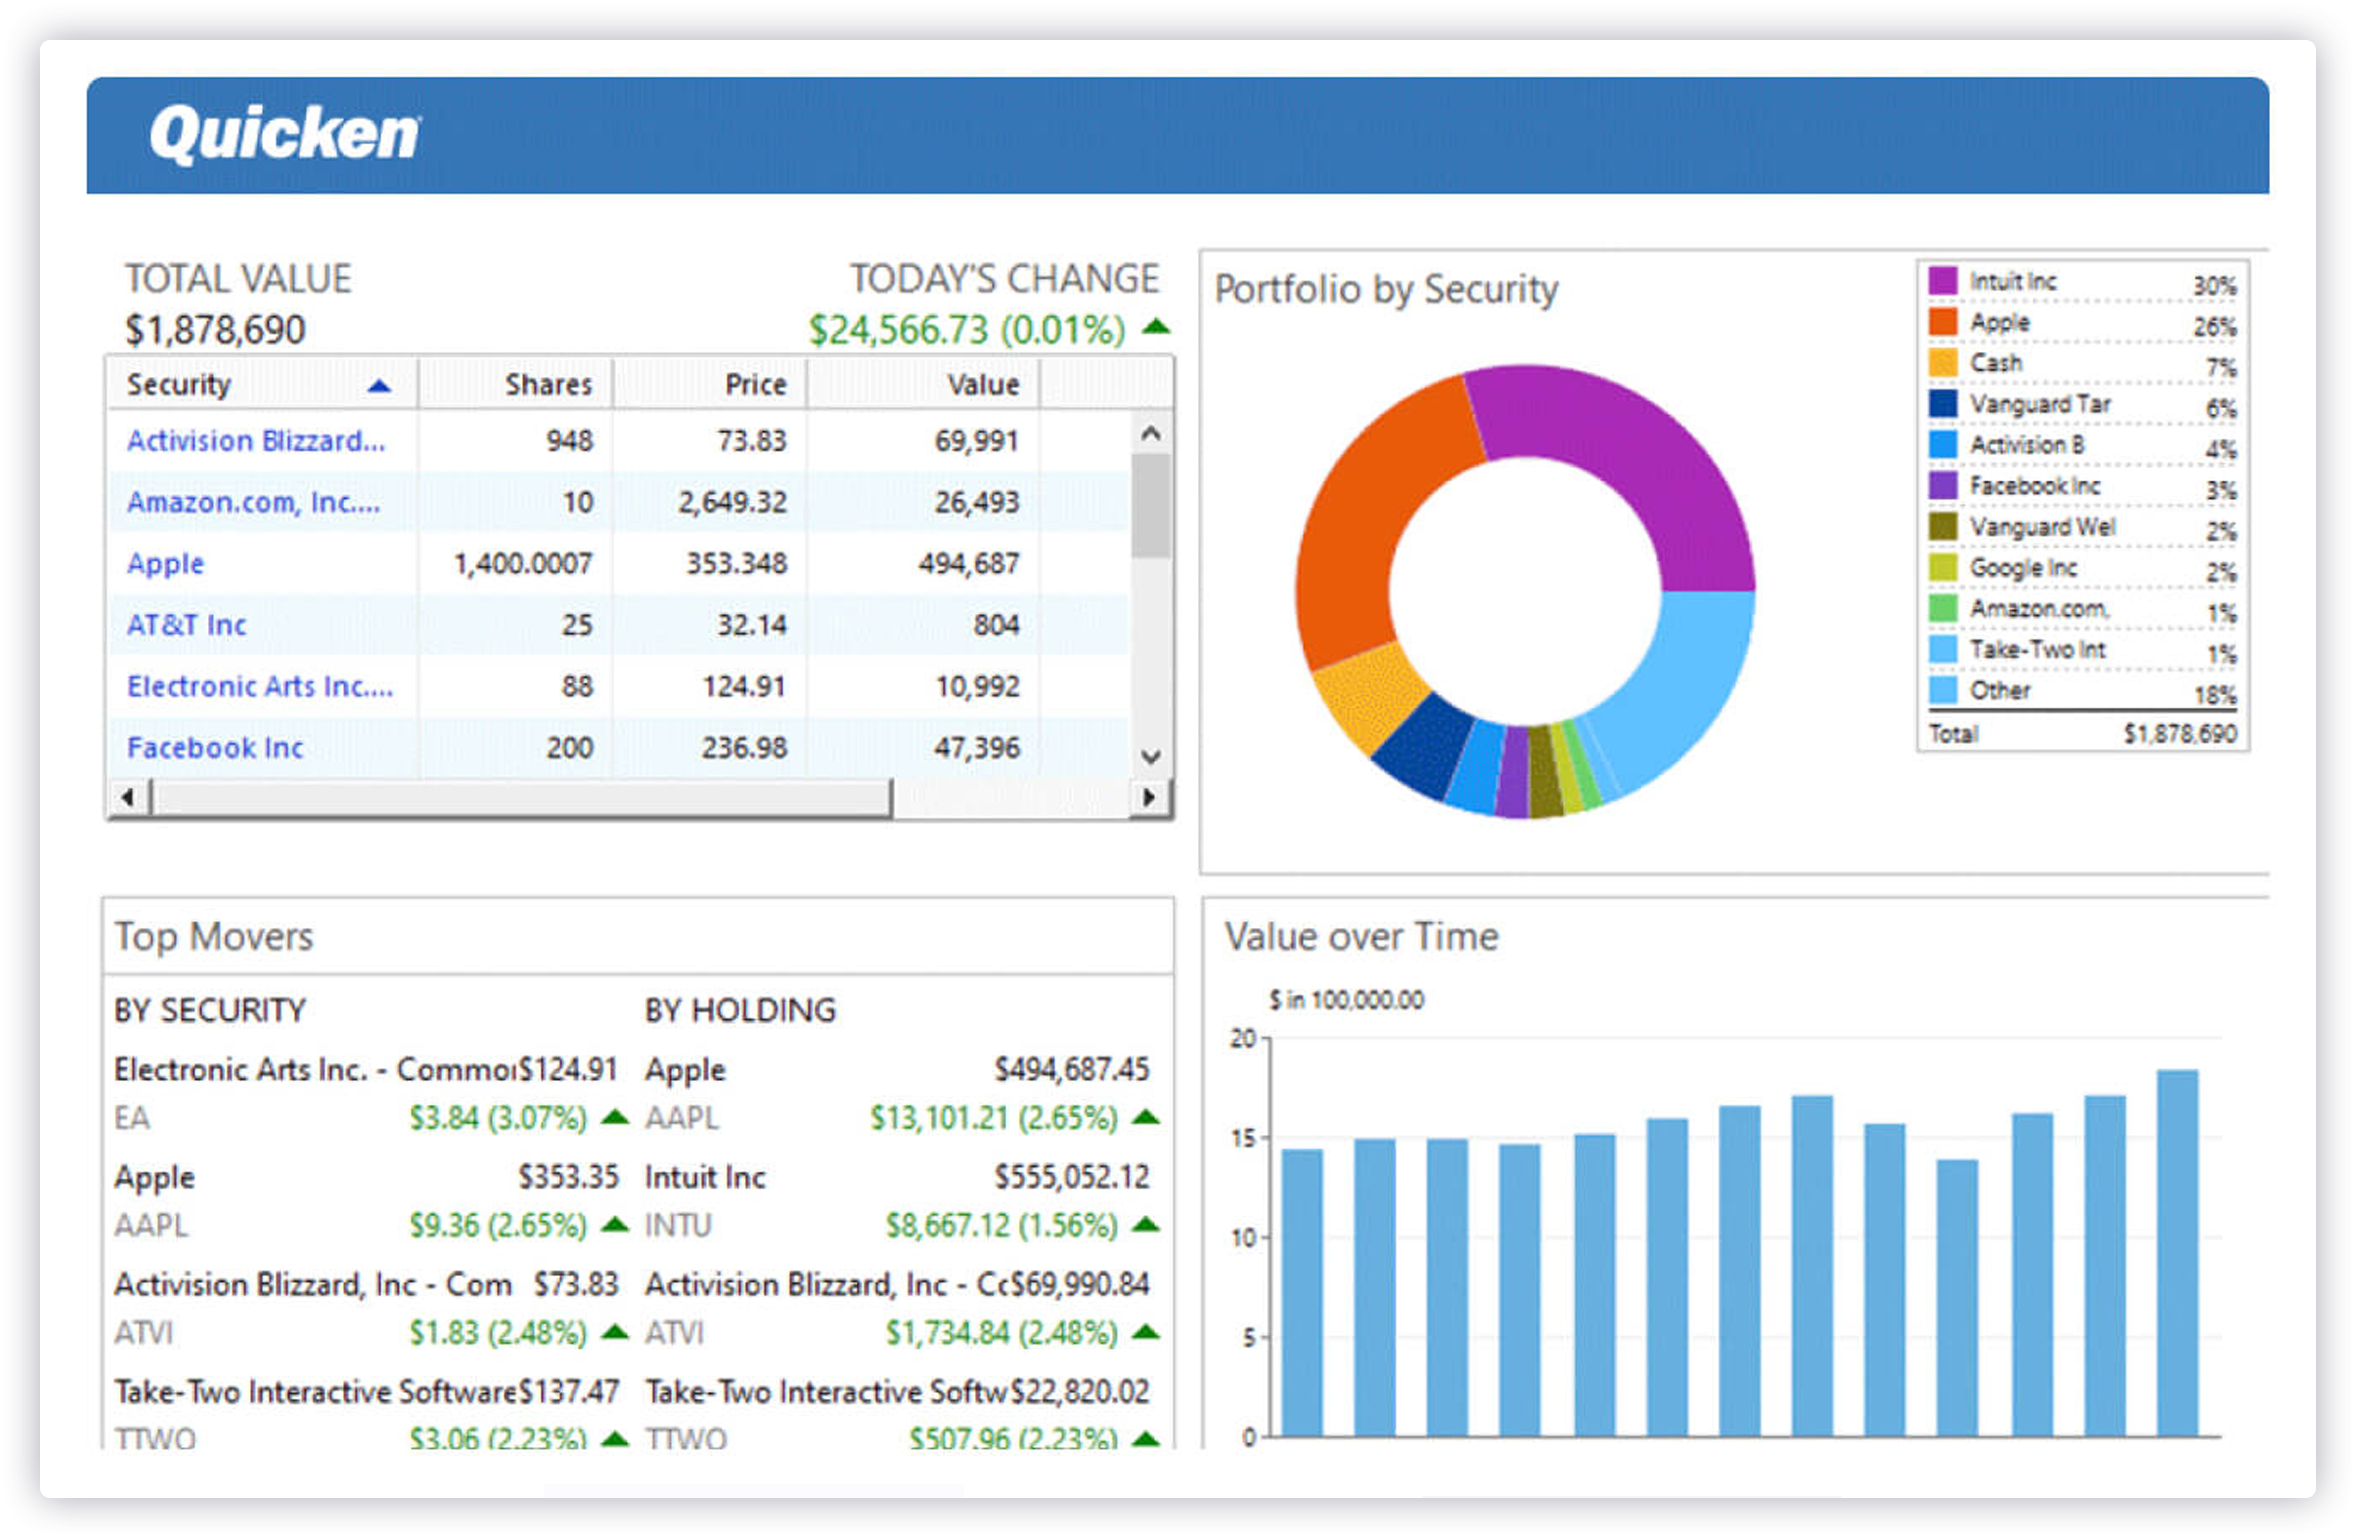 Quicken
TOTAL VALUE
$1,878,690
TODAY'S CHANGE
$24,566.73 (0.01%)
Security Shares Price Value
Activision Blizzard... 948 73.83 69,991
Amazon.com, Inc.... 10 2,649.32 26,493
Apple 1,400.0007 353.348 494,687
AT&T Inc 25 32.14 804
Electronic Arts Inc.... 88 124.91 10,992
Facebook Inc 200 236.98 47,396
Portfolio by Security
Intuit Inc 30%
Apple 26%
Cash 7%
Vanguard Tar 6%
Activision B 4%
Facebook Inc 3%
Vanguard Wel 2%
Google Inc 2%
Amazon.com, 1%
Take-Two Int 1%
Other 18%
Total $1,878,690
Top Movers
BY SECURITY
Electronic Arts Inc. - Commo $124.91
EA $3.84 (3.07%)
Apple $353.35
AAPL $9.36 (2.65%)
Activision Blizzard, Inc - Com $73.83
ATVI $1.83 (2.48%)
Take-Two Interactive Software $137.47
TTWO $3.06 (2.23%)
BY HOLDING
Apple $494,687.45
AAPL $13,101.21 (2.65%)
Intuit Inc $555,052.12
INTU $8,667.12 (1.56%)
Activision Blizzard, Inc - Cc $69,990.84
ATVI $1,734.84 (2.48%)
Take-Two Interactive Softw $22,820.02
TTWO $507.96 (2.23%)
Value over Time
$ in 100,000.00
20
15
10
5
0